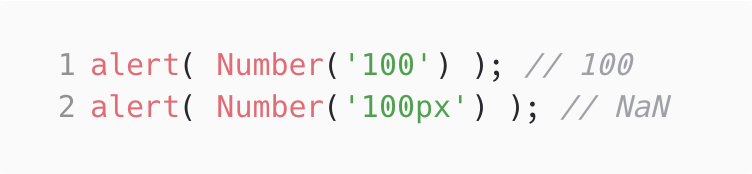 1 alert( Number('100') ); // 100
2 alert( Number('100px') ); // NaN